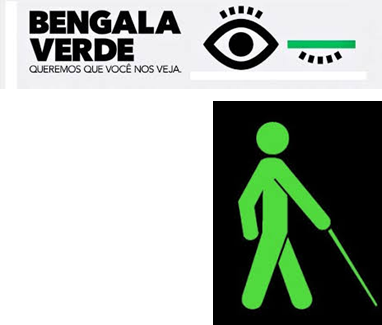 BENGALA
VERDE
QUEREMOS QUE VOCÊ NOS VEJA.